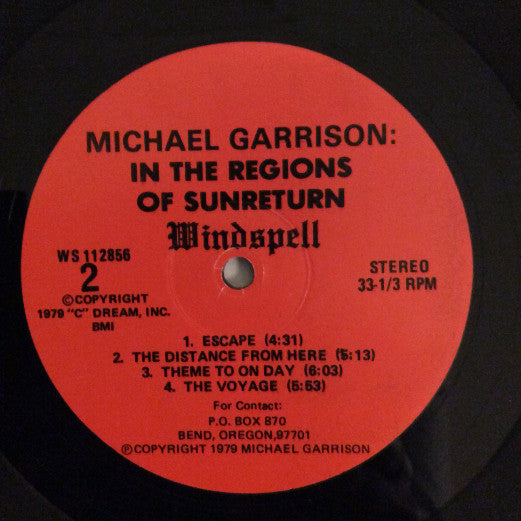 MICHAEL GARRISON:
IN THE REGIONS
OF SUNRETURN
Windspell
WS 112856
2
©COPYRIGHT
1979 "C" DREAM, INC.
BMI
STEREO
33-1/3 RPM
1. ESCAPE (4:31)
2. THE DISTANCE FROM HERE (5:13)
3. THEME TO ON DAY (6:03)
4. THE VOYAGE (5:53)
For Contact:
P.O. BOX 870
BEND, OREGON,97701
℗COPYRIGHT 1979 MICHAEL GARRISON